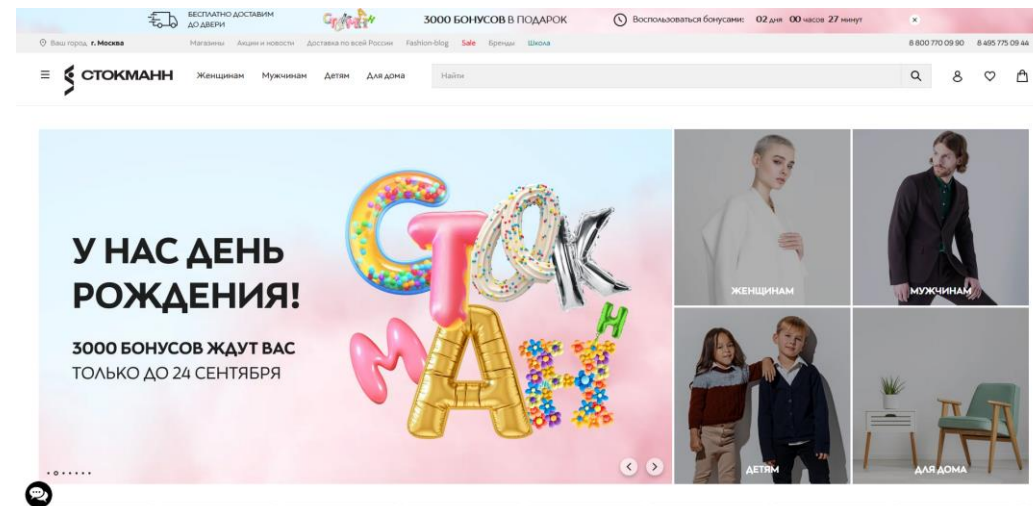 БЕСПЛАТНО ДОСТАВИМ
ДО ДВЕРИ
СТОКМАНН
3000 БОНУСОВ В ПОДАРОК
Воспользоваться бонусами: 02 дня 00 часов 27 минут
Ваш город г. Москва
Магазины Акции и новости Доставка по всей России Fashion-blog Sale Бренды Школа
8 800 770 09 90 8 495 775 09 44
СТОКМАНН Женщинам Мужчинам Детям Для дома Найти
У НАС ДЕНЬ
РОЖДЕНИЯ!
3000 БОНУСОВ ЖДУТ ВАС
ТОЛЬКО ДО 24 СЕНТЯБРЯ
СТОК
МАНН
ЖЕНЩИНАМ
МУЖЧИНАМ
ДЕТЯМ
ДЛЯ ДОМА